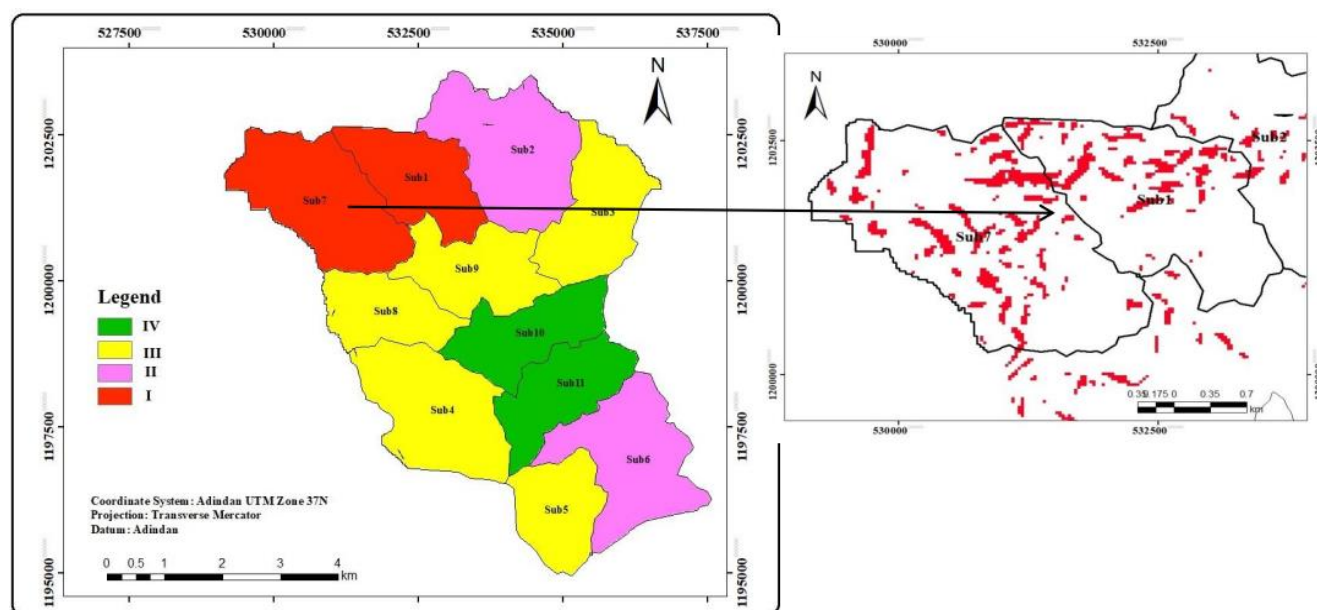 527500 530000 532500 535000 537500
N
1202500
1202500
Sub2
Sub1
Sub7
Sub3
Sub9
1200000
1200000
Legend
IV
III
II
I
Sub8
Sub10
Sub11
Sub4
1197500
1197500
Sub6
Sub5
Coordinate System: Adindan UTM Zone 37N
Projection: Transverse Mercator
Datum: Adindan
0 0.5 1 2 3 4
km
1195000
1195000
530000 532500
N
1202500
Sub2
Sub1
Sub7
1200000
0.35 0.175 0 0.35 0.7
km
530000 532500